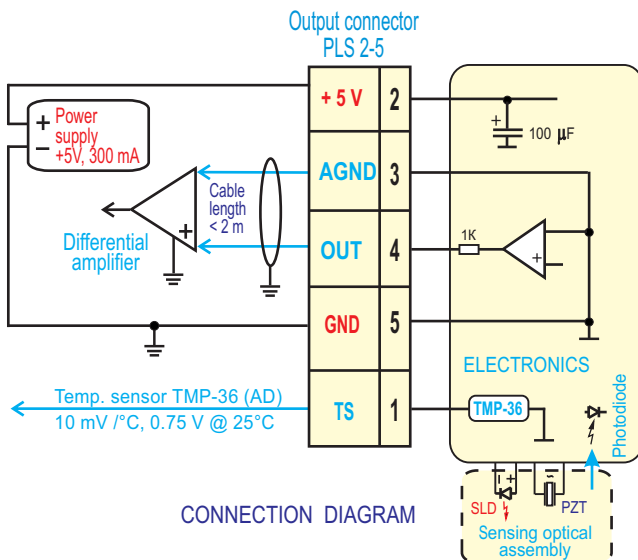 Output connector
PLS 2-5
+ 5 V 2
+
100 µF
+ Power
− supply
+5V, 300 mA
AGND 3
Cable
length
< 2 m
+
Differential
amplifier
OUT 4
1K
+
GND 5
ELECTRONICS
Temp. sensor TMP-36 (AD)
10 mV /°C, 0.75 V @ 25°C
TS 1
TMP-36
Photodiode
− +
~
SLD
PZT
Sensing optical
assembly
CONNECTION DIAGRAM